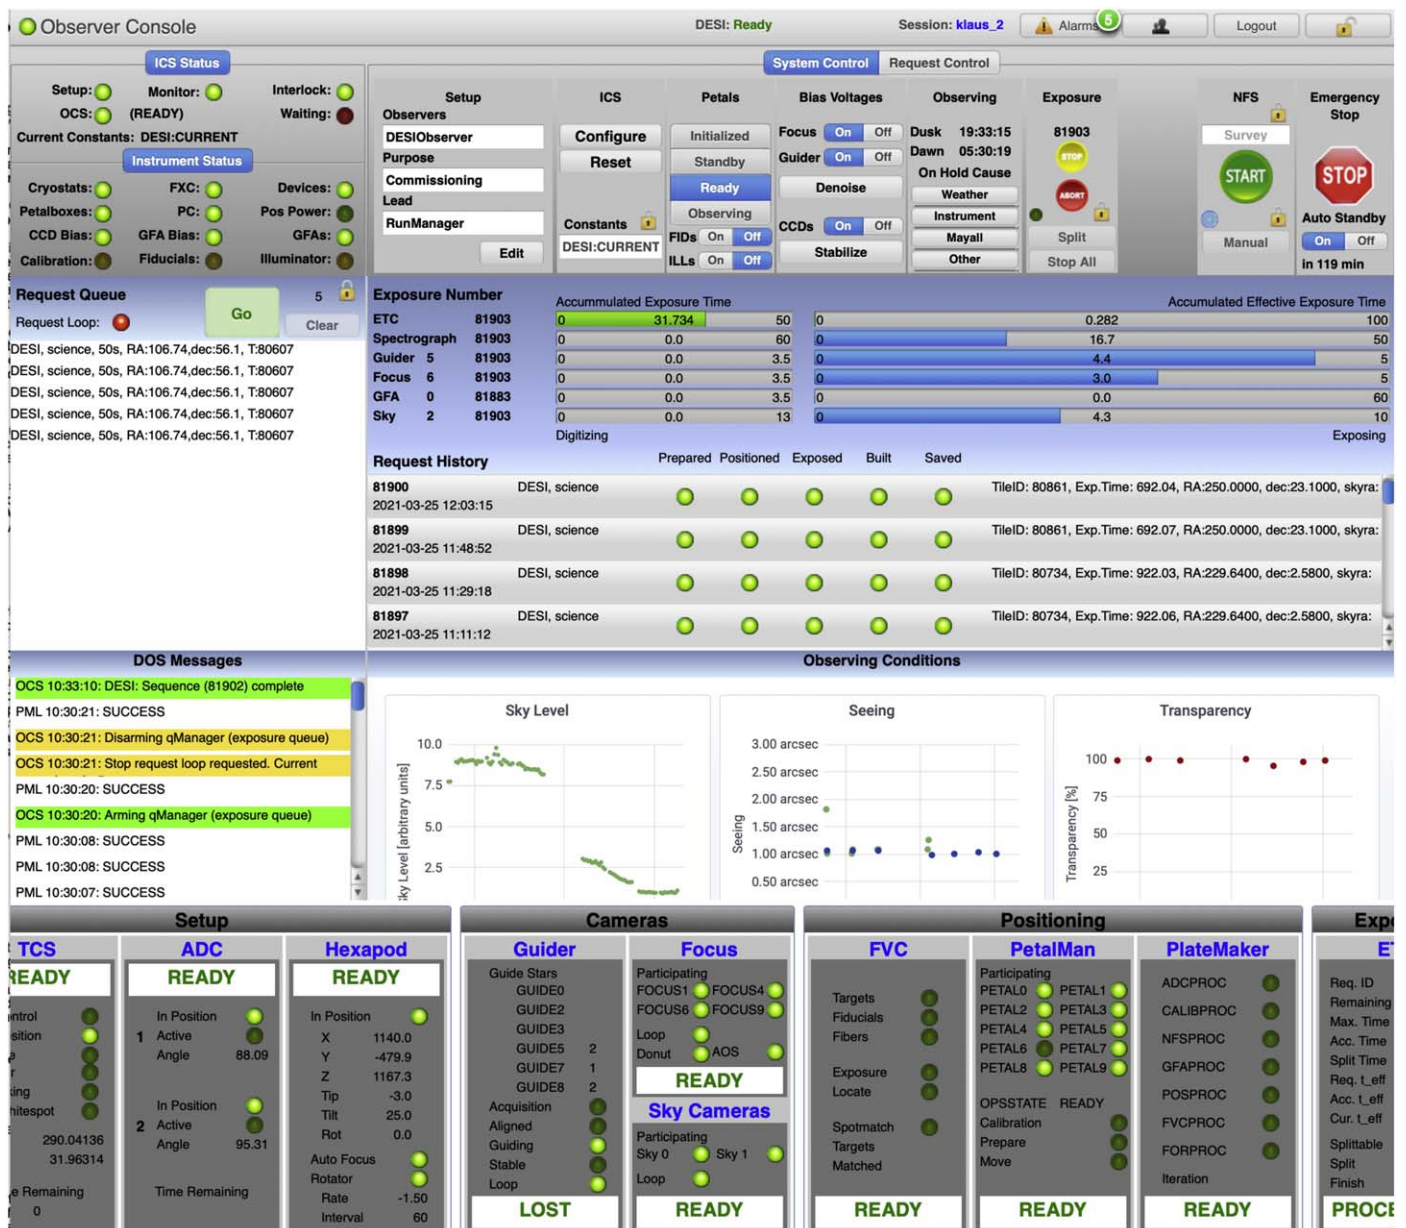 Observer Console
DESI: Ready
Session: klaus_2
Alarms
5
Logout
ICS Status
Setup:
Monitor:
Interlock:
OCS:
(READY)
Waiting:
Current Constants: DESI:CURRENT
Instrument Status
Cryostats:
FXC:
Devices:
Petalboxes:
PC:
Pos Power:
CCD Bias:
GFA Bias:
GFAs:
Calibration:
Fiducials:
Illuminator:
System Control
Request Control
Setup
Observers
DESIObserver
Purpose
Commissioning
Lead
RunManager
Edit
ICS
Configure
Reset
Constants
DESI:CURRENT
Petals
Initialized
Standby
Ready
Observing
FIDs On Off
ILLs On Off
Bias Voltages
Focus On Off
Guider On Off
Denoise
CCDs On Off
Stabilize
Observing
Dusk 19:33:15
Dawn 05:30:19
On Hold Cause
Weather
Instrument
Mayall
Other
Exposure
81903
STOP
ABORT
Split
Stop All
NFS
Survey
START
Manual
Emergency
Stop
STOP
Auto Standby
On Off
in 119 min
Request Queue
5
Request Loop:
Go
Clear
DESI, science, 50s, RA:106.74,dec:56.1, T:80607
DESI, science, 50s, RA:106.74,dec:56.1, T:80607
DESI, science, 50s, RA:106.74,dec:56.1, T:80607
DESI, science, 50s, RA:106.74,dec:56.1, T:80607
DESI, science, 50s, RA:106.74,dec:56.1, T:80607
Exposure Number
Accummulated Exposure Time
Accumulated Effective Exposure Time
ETC 81903 0 31.734 50 0 0.282 100
Spectrograph 81903 0 0.0 60 0 16.7 50
Guider 5 81903 0 0.0 3.5 0 4.4 5
Focus 6 81903 0 0.0 3.5 0 3.0 5
GFA 0 81883 0 0.0 3.5 0 0.0 60
Sky 2 81903 0 0.0 13 0 4.3 10
Digitizing
Exposing
Request History
Prepared Positioned Exposed Built Saved
81900 DESI, science TileID: 80861, Exp.Time: 692.04, RA:250.0000, dec:23.1000, skyra:
2021-03-25 12:03:15
81899 DESI, science TileID: 80861, Exp.Time: 692.07, RA:250.0000, dec:23.1000, skyra:
2021-03-25 11:48:52
81898 DESI, science TileID: 80734, Exp.Time: 922.03, RA:229.6400, dec:2.5800, skyra:
2021-03-25 11:29:18
81897 DESI, science TileID: 80734, Exp.Time: 922.06, RA:229.6400, dec:2.5800, skyra:
2021-03-25 11:11:12
DOS Messages
OCS 10:33:10: DESI: Sequence (81902) complete
PML 10:30:21: SUCCESS
OCS 10:30:21: Disarming qManager (exposure queue)
OCS 10:30:21: Stop request loop requested. Current
PML 10:30:20: SUCCESS
OCS 10:30:20: Arming qManager (exposure queue)
PML 10:30:08: SUCCESS
PML 10:30:08: SUCCESS
PML 10:30:07: SUCCESS
Observing Conditions
Sky Level
10.0
7.5
5.0
2.5
Sky Level [arbitrary units]
Seeing
3.00 arcsec
2.50 arcsec
2.00 arcsec
1.50 arcsec
1.00 arcsec
0.50 arcsec
Seeing
Transparency
100
75
50
25
Transparency [%]
Setup
TCS
READY
ntrol
sition
king
hitespot
290.04136
31.96314
e Remaining
0
ADC
READY
In Position
1 Active
Angle 88.09
In Position
2 Active
Angle 95.31
Time Remaining
Hexapod
READY
In Position
X 1140.0
Y -479.9
Z 1167.3
Tip -3.0
Tilt 25.0
Rot 0.0
Auto Focus
Rotator
Rate -1.50
Interval 60
Cameras
Guider
Guide Stars
GUIDE0
GUIDE2
GUIDE3
GUIDE5 2
GUIDE7 1
GUIDE8 2
Acquisition
Aligned
Guiding
Stable
Loop
LOST
Focus
Participating
FOCUS1 FOCUS4
FOCUS6 FOCUS9
Loop
Donut AOS
READY
Sky Cameras
Participating
Sky 0 Sky 1
Loop
READY
Positioning
FVC
Targets
Fiducials
Fibers
Exposure
Locate
Spotmatch
Targets
Matched
READY
PetalMan
Participating
PETAL0 PETAL1
PETAL2 PETAL3
PETAL4 PETAL5
PETAL6 PETAL7
PETAL8 PETAL9
OPSSTATE READY
Calibration
Prepare
Move
READY
PlateMaker
ADCPROC
CALIBPROC
NFSPROC
GFAPROC
POSPROC
FVCPROC
FORPROC
Iteration
READY
Expo
ET
Req. ID
Remaining
Max. Time
Acc. Time
Split Time
Req. t_eff
Acc. t_eff
Cur. t_eff
Splittable
Split
Finish
PROCE